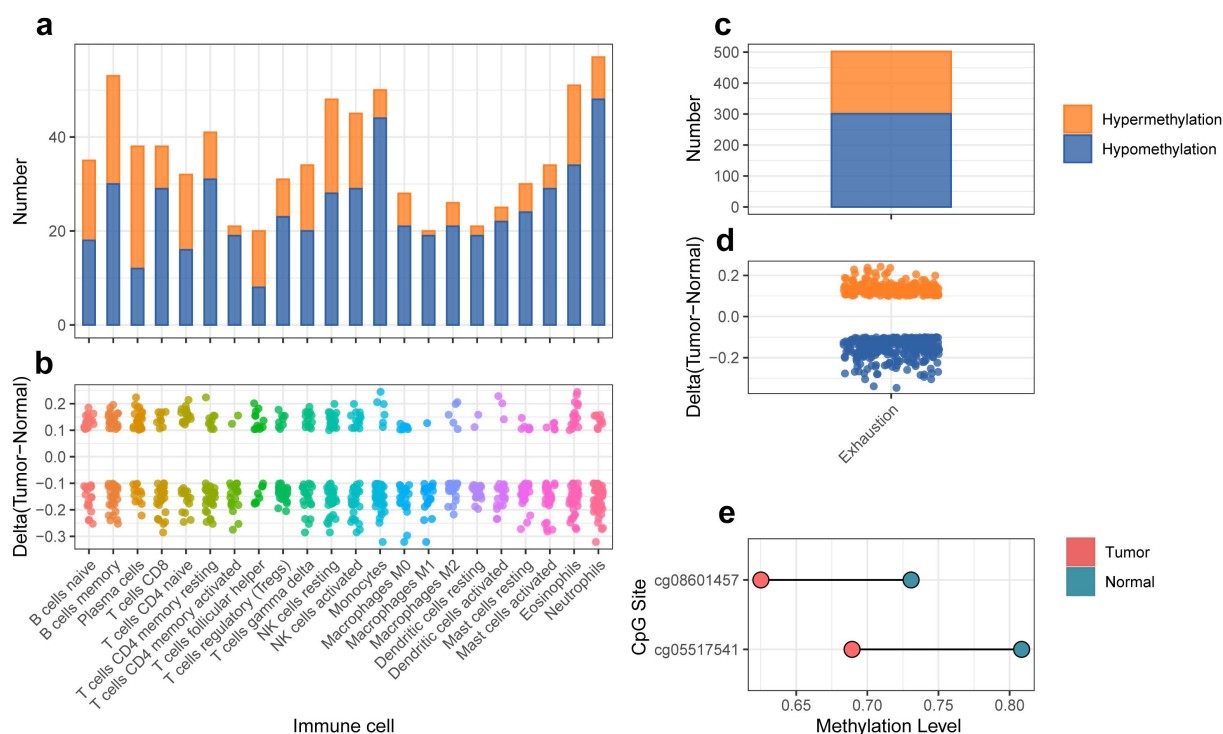 a
Number
40
20
0
b
Delta(Tumor−Normal)
0.2
0.1
0.0
−0.1
−0.2
−0.3
B cells naive
B cells memory
Plasma cells
T cells CD8
T cells CD4 naive
T cells CD4 memory resting
T cells CD4 memory activated
T cells follicular helper
T cells regulatory (Tregs)
T cells gamma delta
NK cells resting
NK cells activated
Monocytes
Macrophages M0
Macrophages M1
Macrophages M2
Dendritic cells resting
Dendritic cells activated
Mast cells resting
Mast cells activated
Eosinophils
Neutrophils
Immune cell
c
Number
500
400
300
200
100
0
Hypermethylation
Hypomethylation
d
Delta(Tumor−Normal)
0.2
0.0
−0.2
Exhaustion
e
CpG Site
cg08601457
cg05517541
0.65
0.70
0.75
0.80
Methylation Level
Tumor
Normal